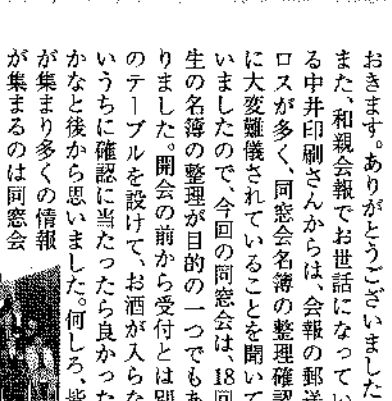 おきます。ありがとうございました
また、和親会報でお世話になってい
る中井印刷さんからは、会報の郵送
ロスが多く、同窓会名簿の整理確認
に大変難儀されていることを聞いて
いましたので、今回の同窓会は、18回
生の名簿の整理が目的の一つでもあ
りました。開会の前から受付とは別
のテーブルを設けて、お酒が入らな
いうちに確認に当たったら良かった
かなと後から思いました。何しろ、皆
が集まり多くの情報
が集まるのは同窓会